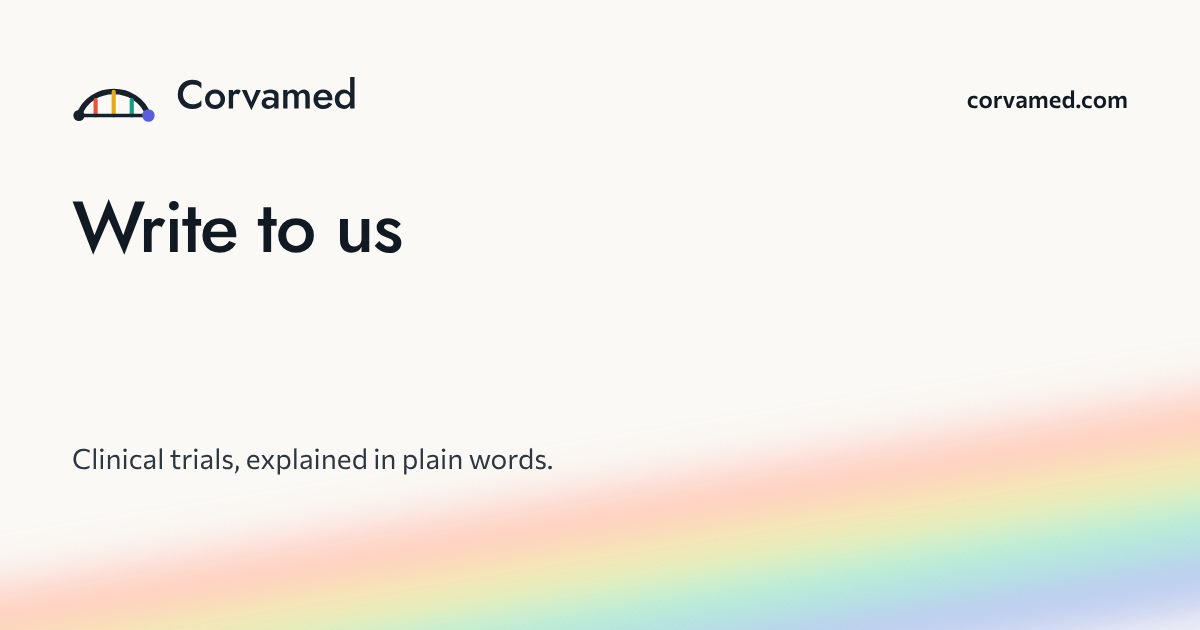 Corvamed
corvamed.com
Write to us
Clinical trials, explained in plain words.